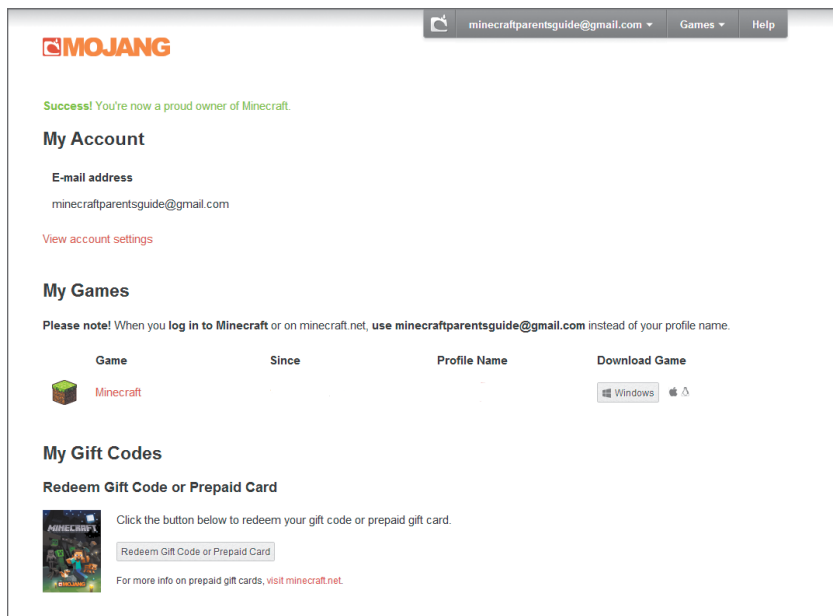 minecraftparentsguide@gmail.com Games Help
MOJANG
Success! You're now a proud owner of Minecraft.
My Account
E-mail address
minecraftparentsguide@gmail.com
View account settings
My Games
Please note! When you log in to Minecraft or on minecraft.net, use minecraftparentsguide@gmail.com instead of your profile name.
Game Since Profile Name Download Game
Minecraft Windows
My Gift Codes
Redeem Gift Code or Prepaid Card
MINECRAFT
MOJANG
Click the button below to redeem your gift code or prepaid gift card.
Redeem Gift Code or Prepaid Card
For more info on prepaid gift cards, visit minecraft.net.